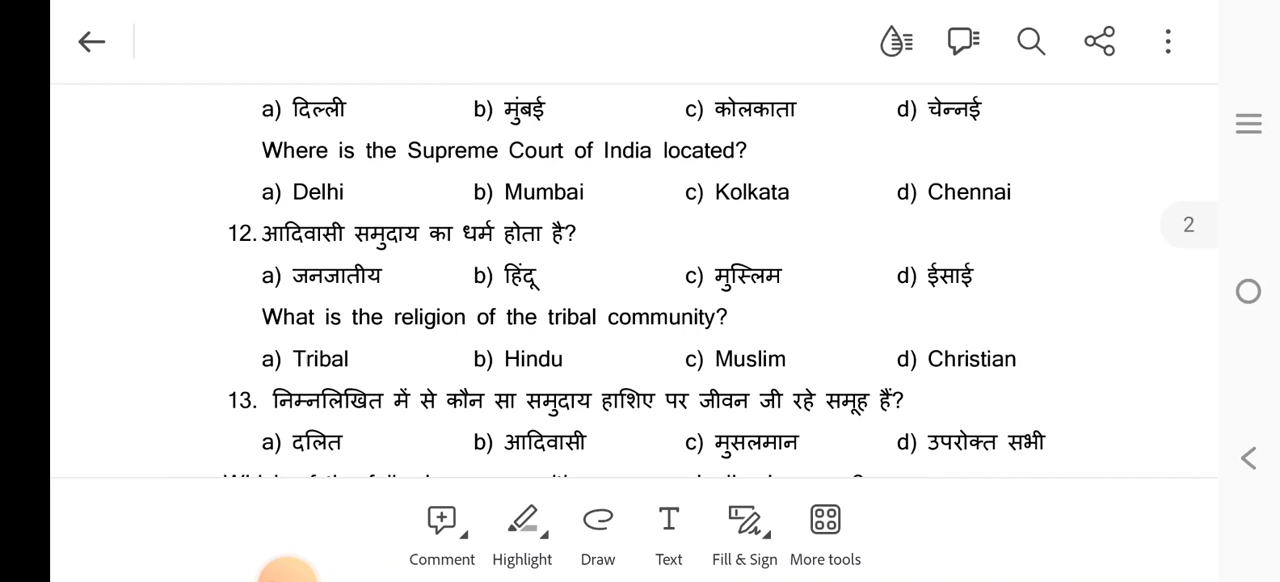 a) दिल्ली b) मुंबई c) कोलकाता d) चेन्नई
Where is the Supreme Court of India located?
a) Delhi b) Mumbai c) Kolkata d) Chennai
2
12. आदिवासी समुदाय का धर्म होता है?
a) जनजातीय b) हिंदू c) मुस्लिम d) ईसाई
What is the religion of the tribal community?
a) Tribal b) Hindu c) Muslim d) Christian
13. निम्नलिखित में से कौन सा समुदाय हाशिए पर जीवन जी रहे समूह हैं?
a) दलित b) आदिवासी c) मुसलमान d) उपरोक्त सभी
Comment Highlight Draw Text Fill & Sign More tools